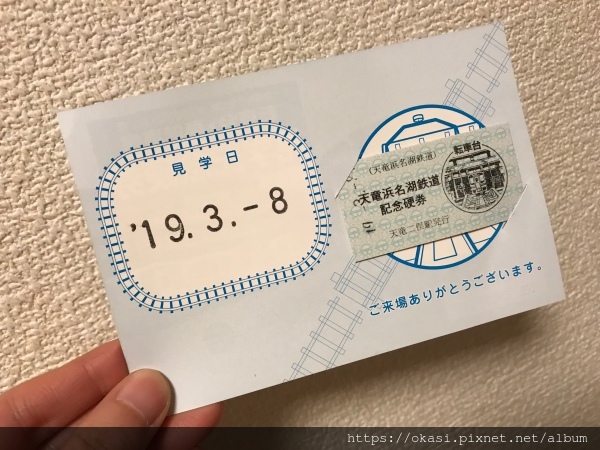 見学日
'19.3.-8
転車台
(天竜浜名湖鉄道)
天竜浜名湖鉄道
記念硬券
天竜二俣駅発行
ご来場ありがとうございます。
https://okasi.pixnet.net/album